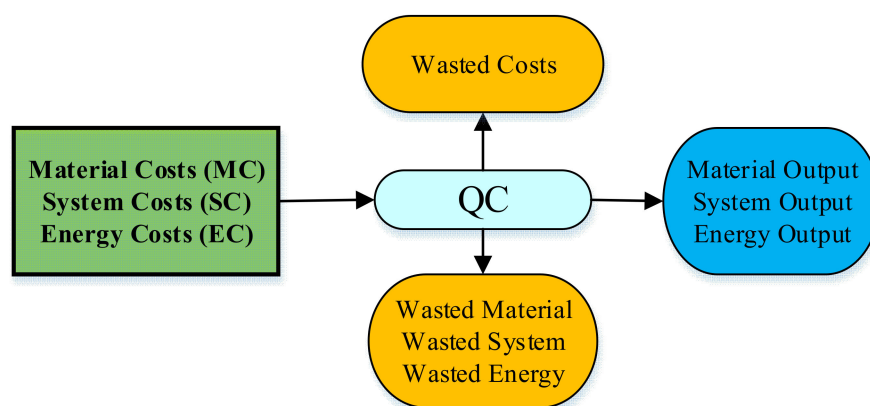 Wasted Costs
Material Costs (MC)
System Costs (SC)
Energy Costs (EC)
QC
Material Output
System Output
Energy Output
Wasted Material
Wasted System
Wasted Energy